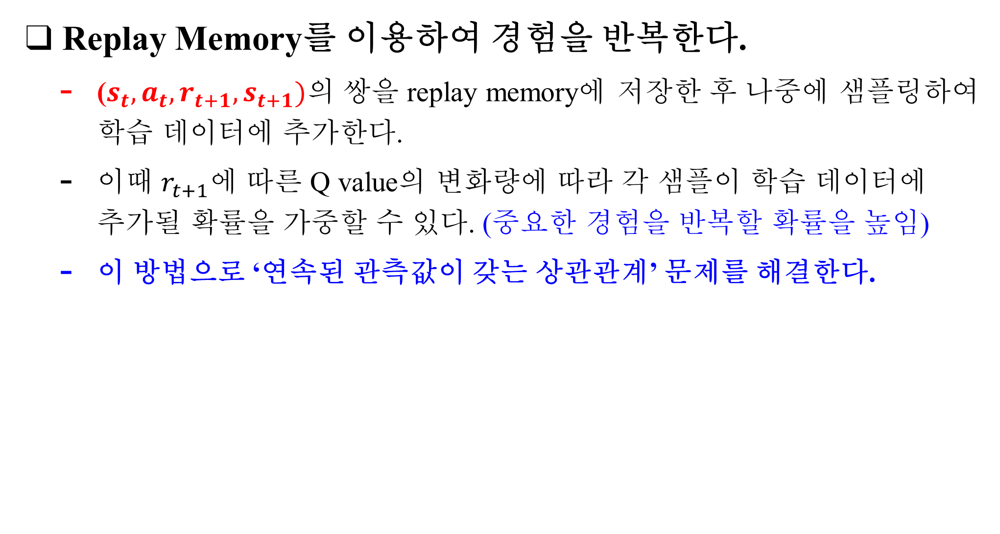 ❑ Replay Memory를 이용하여 경험을 반복한다.
- (s_t, a_t, r_{t+1}, s_{t+1})의 쌍을 replay memory에 저장한 후 나중에 샘플링하여
학습 데이터에 추가한다.
- 이때 r_{t+1}에 따른 Q value의 변화량에 따라 각 샘플이 학습 데이터에
추가될 확률을 가중할 수 있다. (중요한 경험을 반복할 확률을 높임)
- 이 방법으로 ‘연속된 관측값이 갖는 상관관계’ 문제를 해결한다.